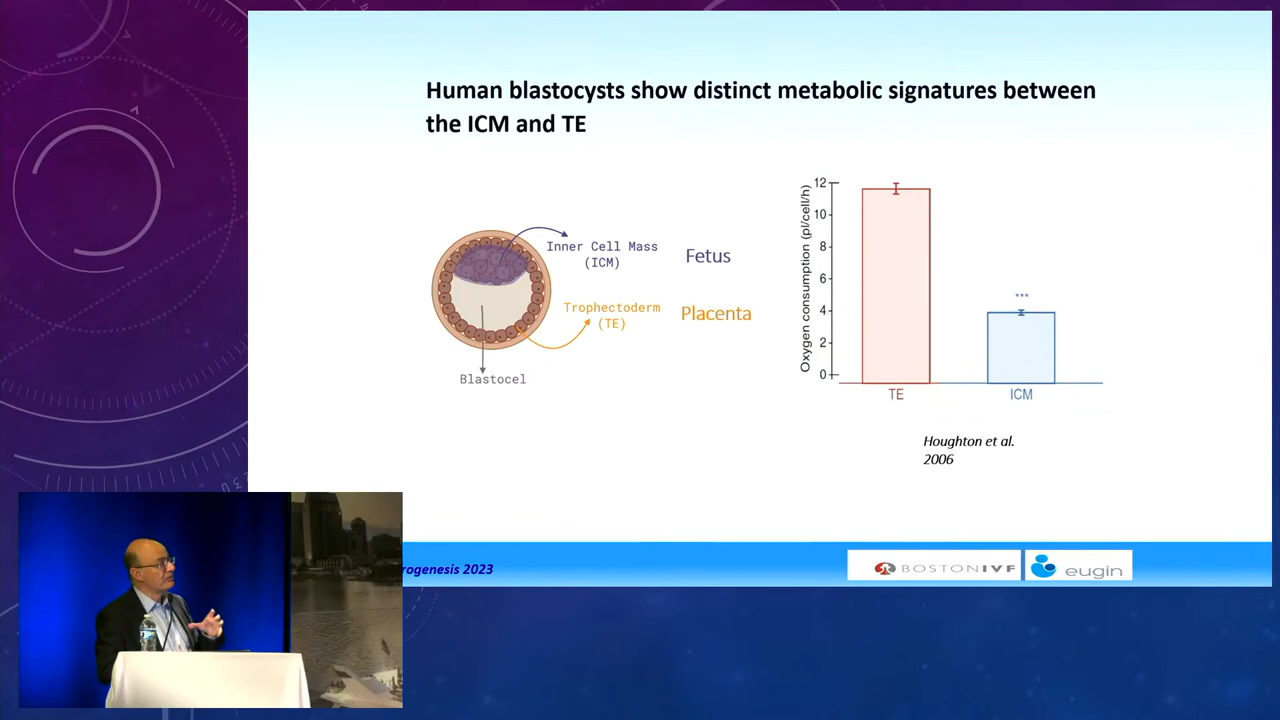 Human blastocysts show distinct metabolic signatures between
the ICM and TE
Inner Cell Mass
(ICM)
Fetus
Trophectoderm
(TE)
Placenta
Blastocel
Oxygen consumption (pl/cell/h)
12
10
8
6
4
2
0
***
TE
ICM
Houghton et al.
2006
rogenesis 2023
BOSTONIVF
eugin